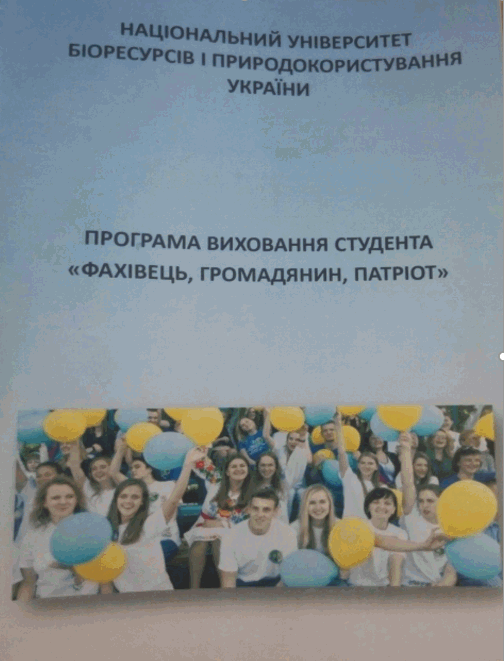 НАЦІОНАЛЬНИЙ УНІВЕРСИТЕТ
БІОРЕСУРСІВ І ПРИРОДОКОРИСТУВАННЯ
УКРАЇНИ
ПРОГРАМА ВИХОВАННЯ СТУДЕНТА
«ФАХІВЕЦЬ, ГРОМАДЯНИН, ПАТРІОТ»